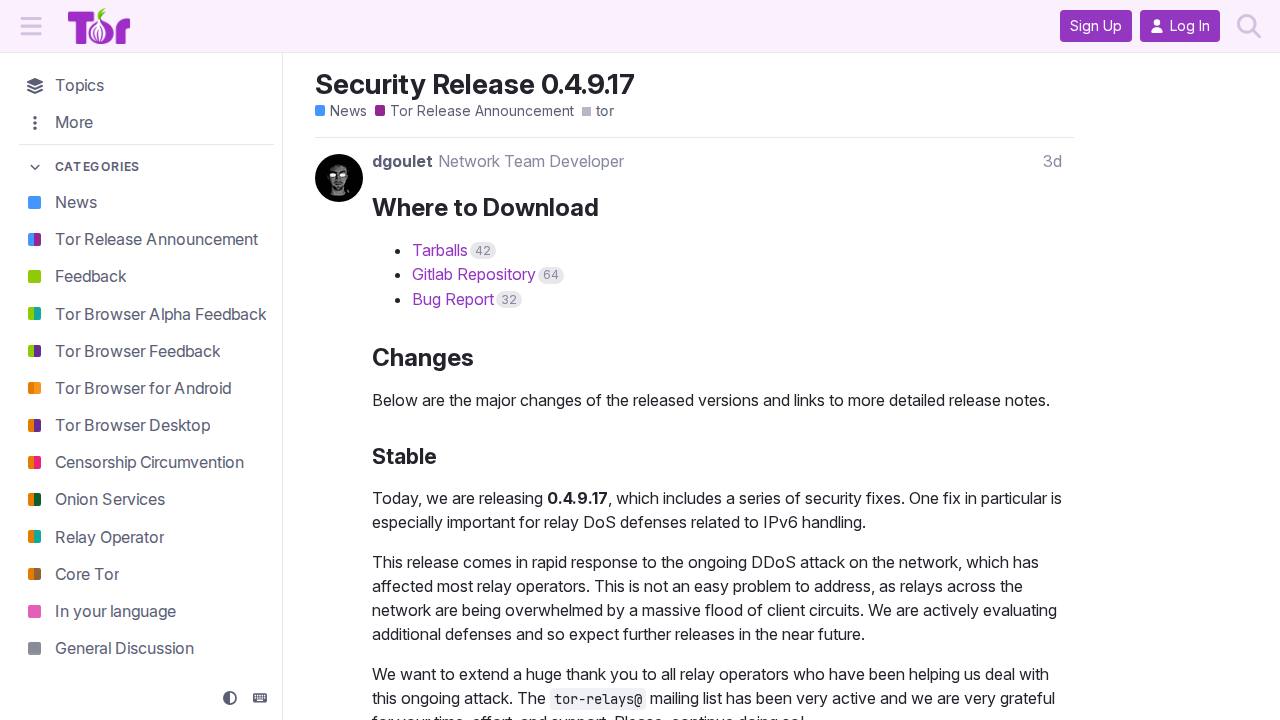 Tor
Sign Up
Log In
Topics
More
CATEGORIES
News
Tor Release Announcement
Feedback
Tor Browser Alpha Feedback
Tor Browser Feedback
Tor Browser for Android
Tor Browser Desktop
Censorship Circumvention
Onion Services
Relay Operator
Core Tor
In your language
General Discussion
Security Release 0.4.9.17
News Tor Release Announcement tor
dgoulet Network Team Developer 3d
Where to Download
Tarballs 42
Gitlab Repository 64
Bug Report 32
Changes
Below are the major changes of the released versions and links to more detailed release notes.
Stable
Today, we are releasing 0.4.9.17, which includes a series of security fixes. One fix in particular is
especially important for relay DoS defenses related to IPv6 handling.
This release comes in rapid response to the ongoing DDoS attack on the network, which has
affected most relay operators. This is not an easy problem to address, as relays across the
network are being overwhelmed by a massive flood of client circuits. We are actively evaluating
additional defenses and so expect further releases in the near future.
We want to extend a huge thank you to all relay operators who have been helping us deal with
this ongoing attack. The tor-relays@ mailing list has been very active and we are very grateful
for your time, effort, and support. Please, continue doing so!